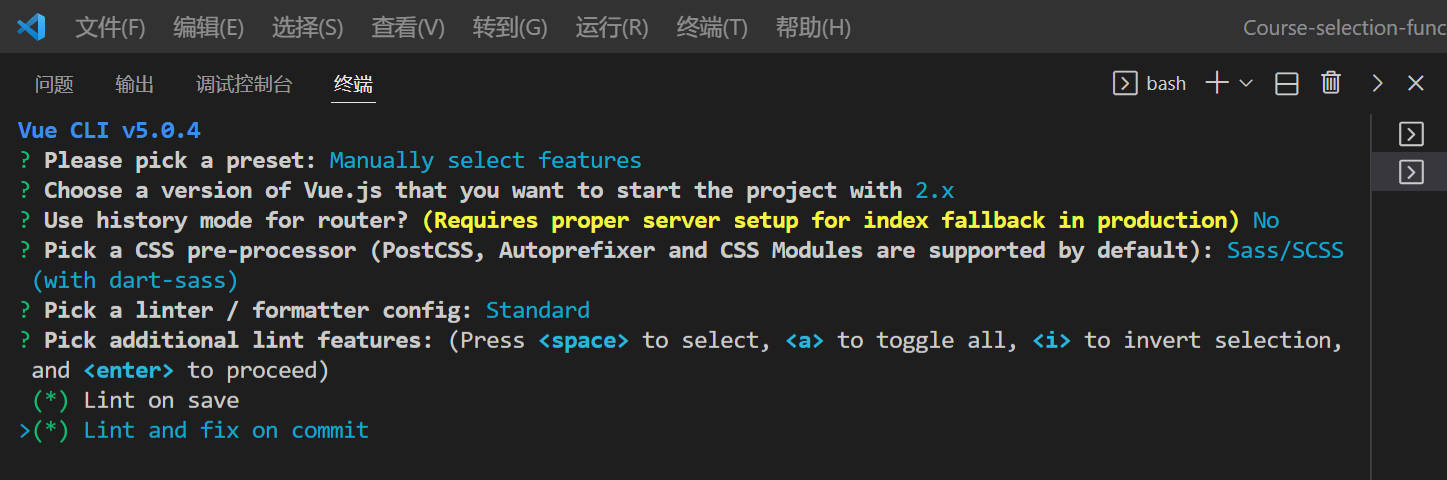 文件(F) 编辑(E) 选择(S) 查看(V) 转到(G) 运行(R) 终端(T) 帮助(H) Course-selection-func
问题 输出 调试控制台 终端 bash
Vue CLI v5.0.4
? Please pick a preset: Manually select features
? Choose a version of Vue.js that you want to start the project with 2.x
? Use history mode for router? (Requires proper server setup for index fallback in production) No
? Pick a CSS pre-processor (PostCSS, Autoprefixer and CSS Modules are supported by default): Sass/SCSS
(with dart-sass)
? Pick a linter / formatter config: Standard
? Pick additional lint features: (Press <space> to select, <a> to toggle all, <i> to invert selection,
and <enter> to proceed)
(*) Lint on save
>(*) Lint and fix on commit